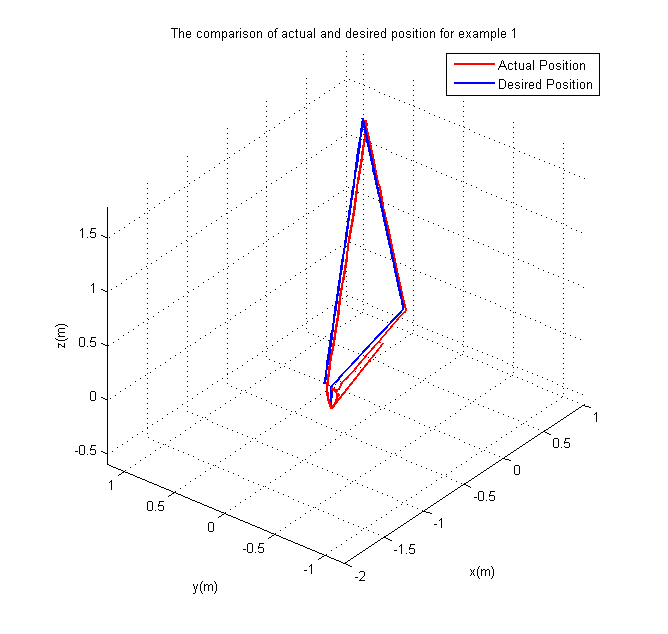 The comparison of actual and desired position for example 1
Actual Position
Desired Position
1.5
1
0.5
0
-0.5
z(m)
1
0.5
0
-0.5
-1
y(m)
-2
-1.5
-1
-0.5
0
0.5
1
x(m)